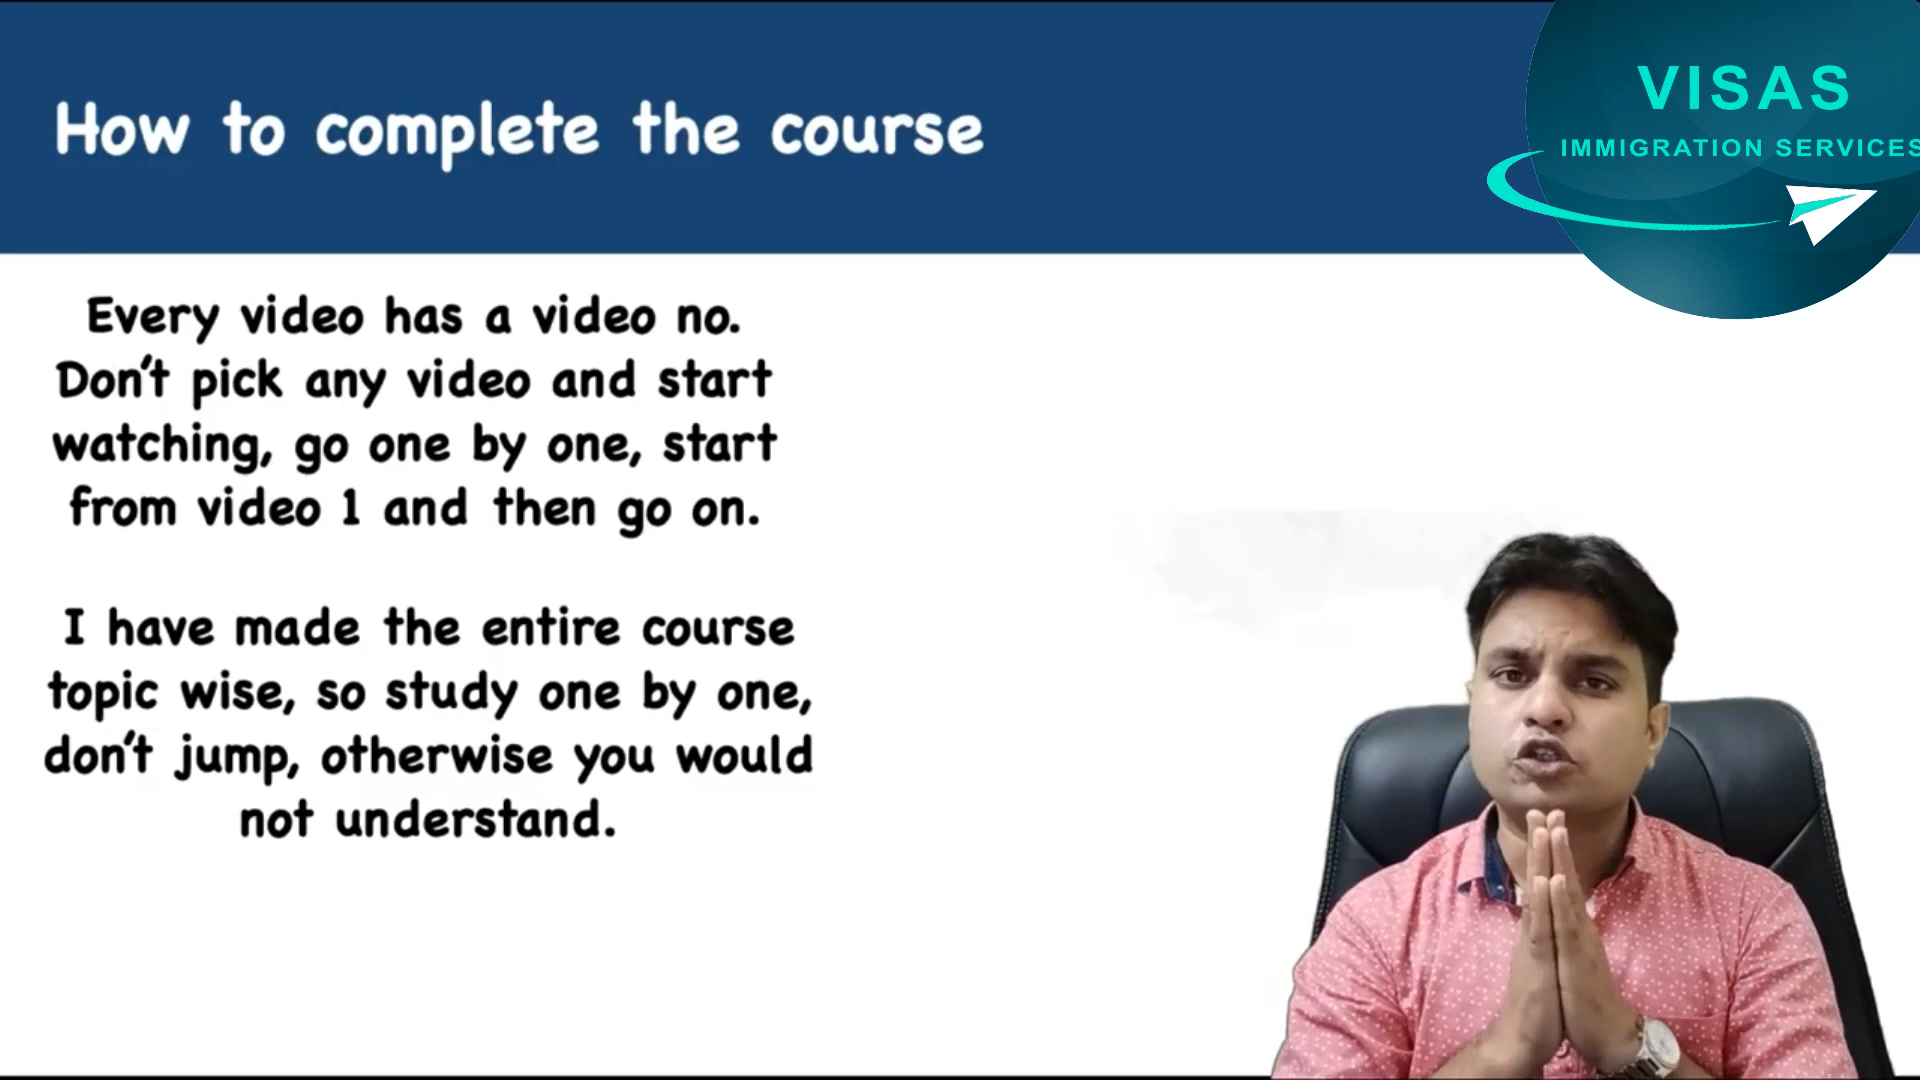 How to complete the course
VISAS
IMMIGRATION SERVICES
Every video has a video no.
Don't pick any video and start
watching, go one by one, start
from video 1 and then go on.
I have made the entire course
topic wise, so study one by one,
don't jump, otherwise you would
not understand.